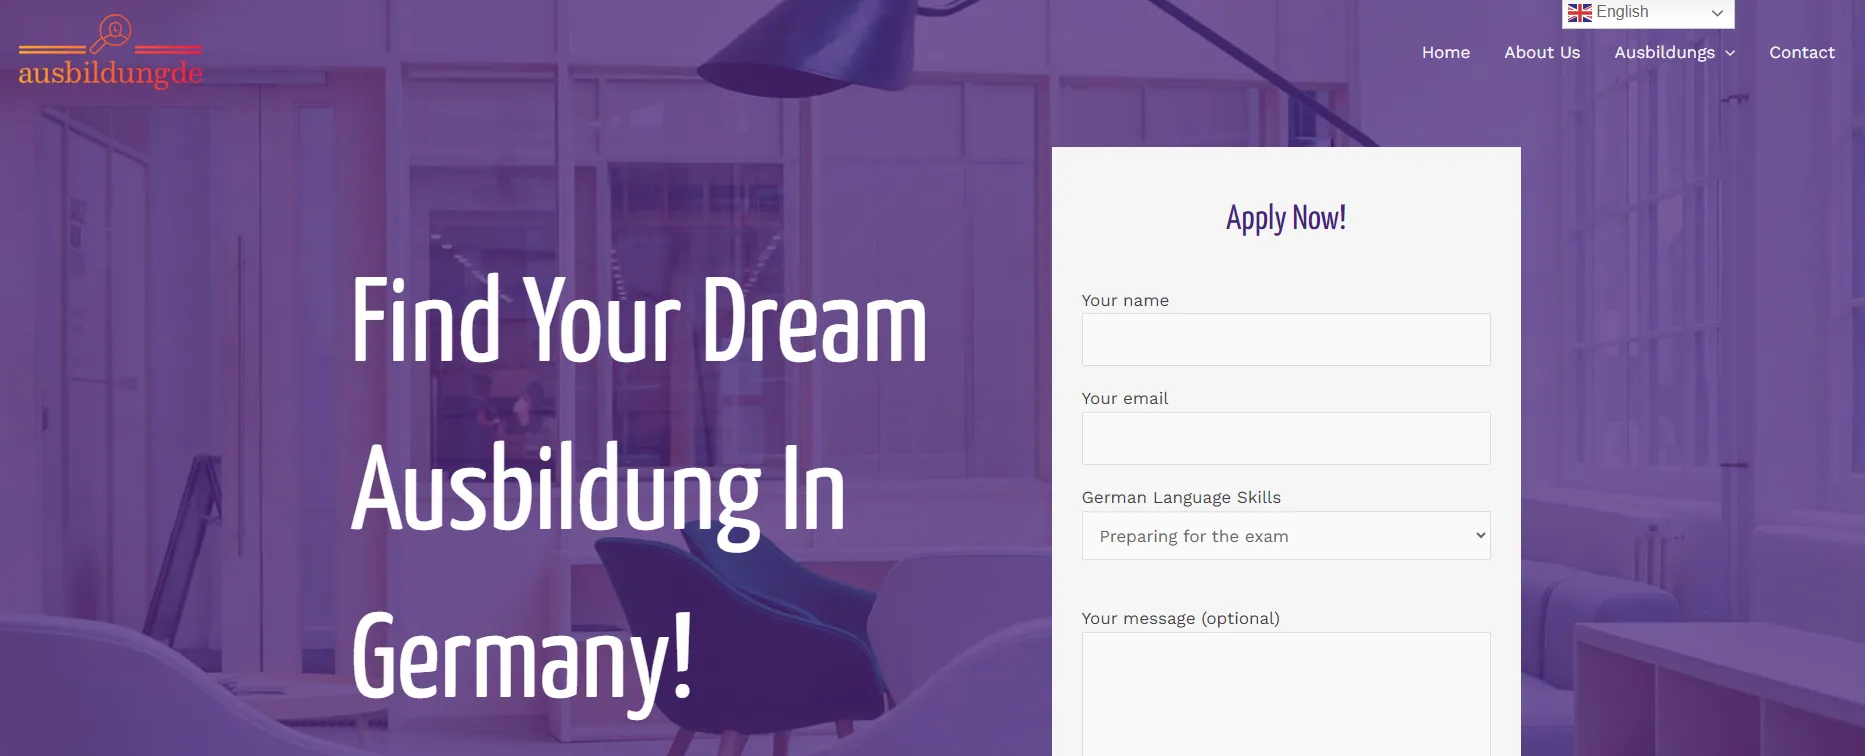 English
ausbildungde
Home About Us Ausbildungs Contact
Find Your Dream
Ausbildung In
Germany!
Apply Now!
Your name
Your email
German Language Skills
Preparing for the exam
Your message (optional)